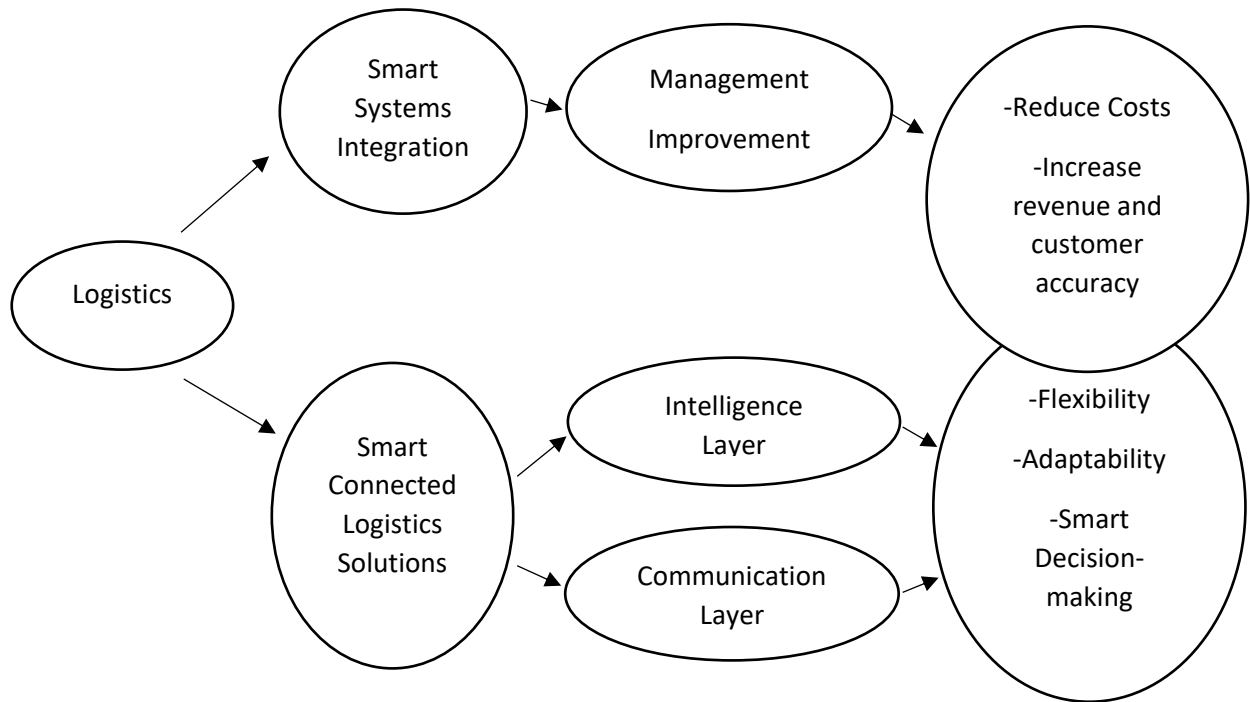 Smart
Systems
Integration
Management
Improvement
-Reduce Costs
-Increase
revenue and
customer
accuracy
Logistics
Smart
Connected
Logistics
Solutions
Intelligence
Layer
Communication
Layer
-Flexibility
-Adaptability
-Smart
Decision-
making